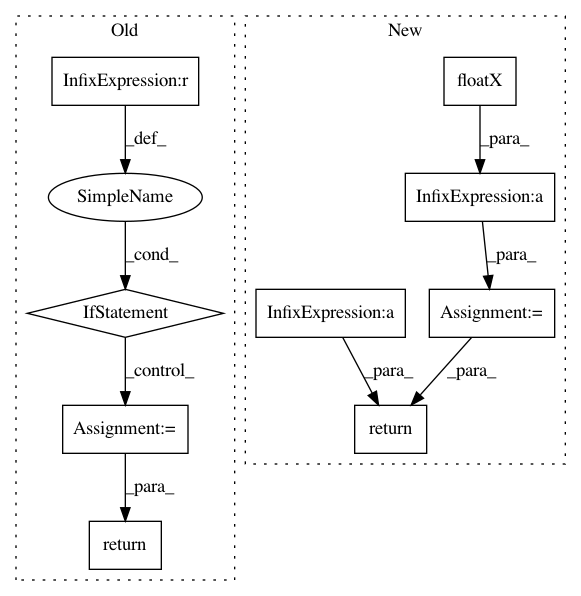 Old
New
InfixExpression:r
floatX
_def_
_para_
SimpleName
InfixExpression:a
_cond_
_para_
IfStatement
InfixExpression:a
Assignment:=
_control_
_para_
_para_
Assignment:=
return
_para_
return